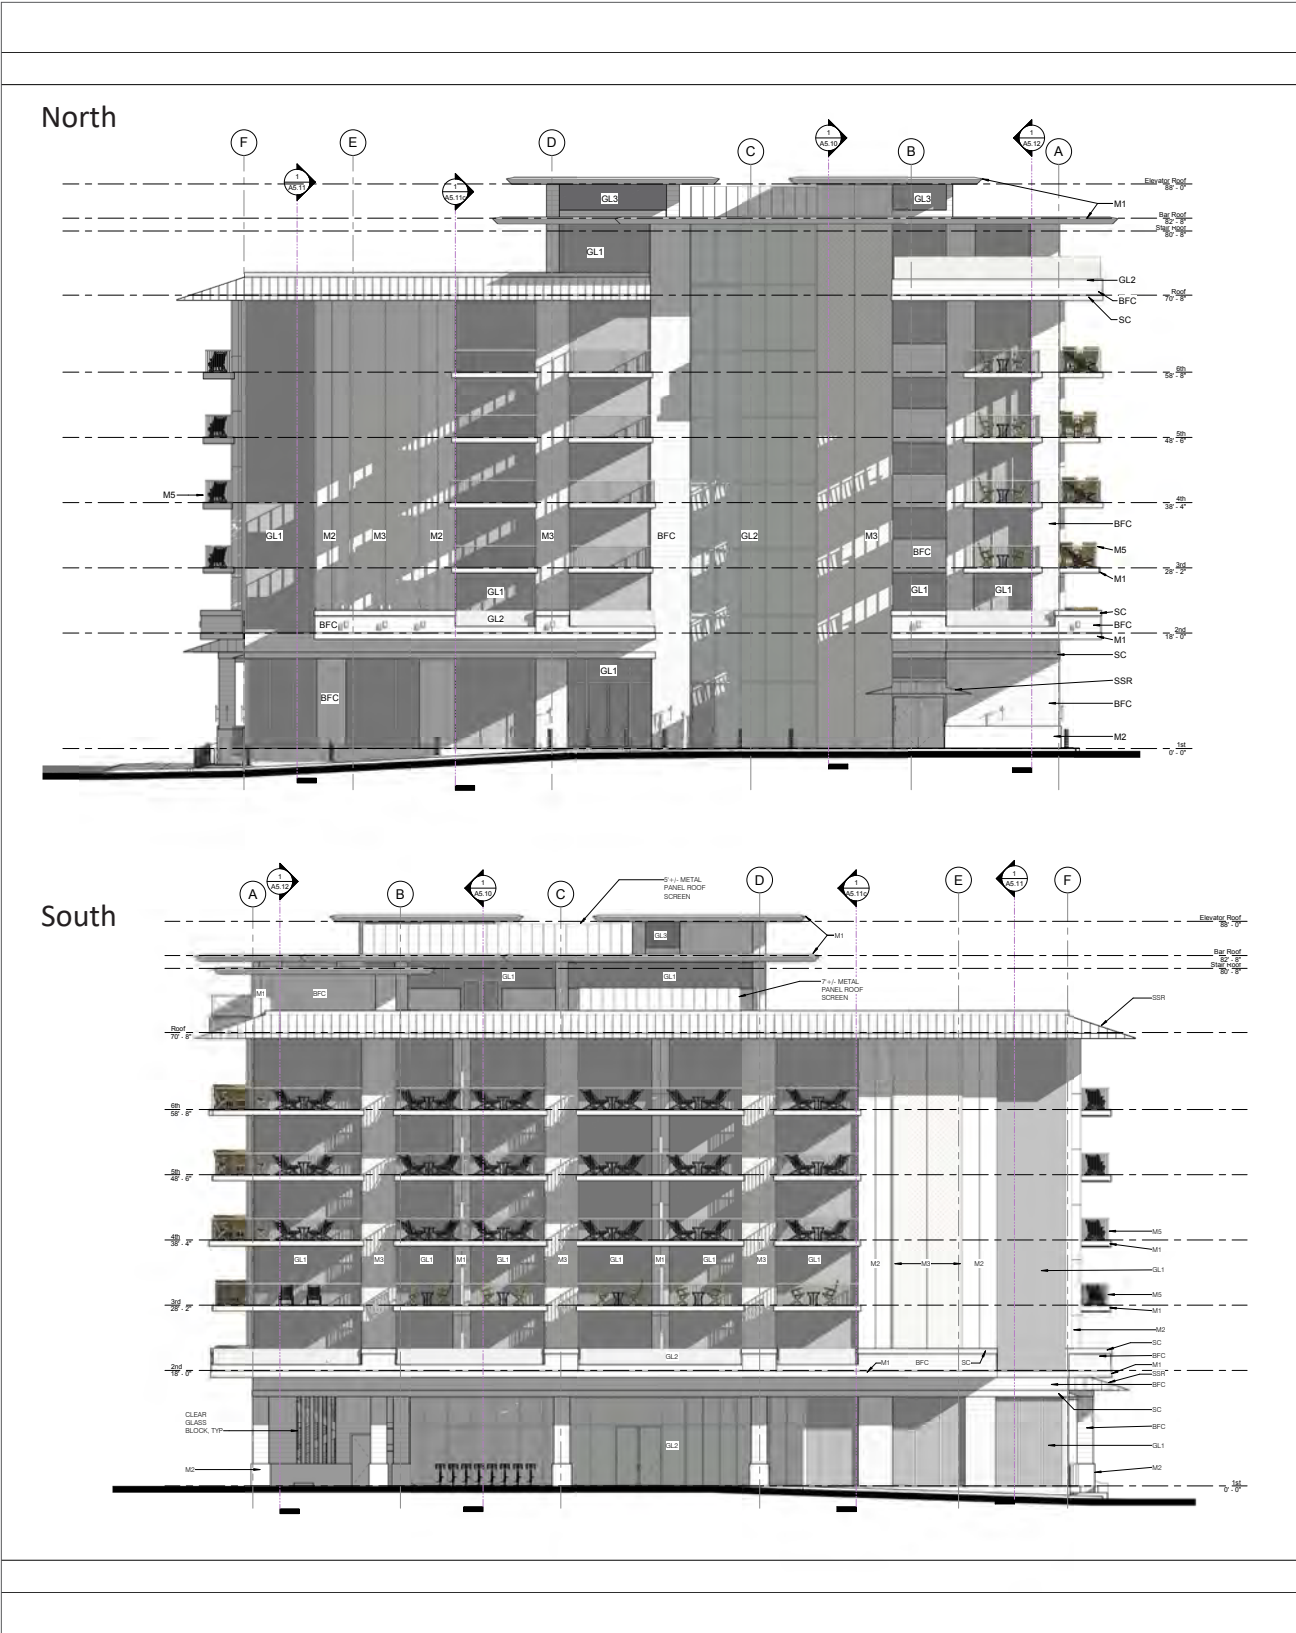 North
F
E
D
C
B
A
1
A5.11
1
A5.11c
1
A5.10
1
A5.12
Elevator Roof
88' - 0"
M1
Bar Roof
82' - 8"
Stair Roof
80' - 8"
GL3
GL3
GL1
GL2
BFC
SC
Roof
70' - 8"
6th
58' - 8"
5th
48' - 6"
M5
4th
38' - 4"
BFC
GL1
M2
M3
M2
M3
BFC
GL2
M3
BFC
M5
3rd
28' - 2"
M1
GL1
GL1
GL1
SC
BFC
GL2
BFC
2nd
18' - 0"
M1
SC
GL1
SSR
BFC
BFC
M2
1st
0' - 0"
South
A
B
C
D
E
F
1
A5.12
1
A5.10
1
A5.11c
1
A5.11
5'+/- METAL
PANEL ROOF
SCREEN
Elevator Roof
88' - 0"
GL3
M1
Bar Roof
82' - 8"
Stair Roof
80' - 8"
GL1
GL1
M1
BFC
7'+/- METAL
PANEL ROOF
SCREEN
SSR
Roof
70' - 8"
6th
58' - 8"
5th
48' - 6"
4th
38' - 4"
M5
M1
GL1
M3
GL1
M1
GL1
M3
GL1
M1
GL1
M3
GL1
M2
M3
M2
GL1
M5
3rd
28' - 2"
M1
M2
SC
GL2
BFC
M1
BFC
SC
M1
2nd
18' - 0"
SSR
BFC
SC
CLEAR
GLASS
BLOCK, TYP
BFC
GL2
GL1
M2
M2
1st
0' - 0"